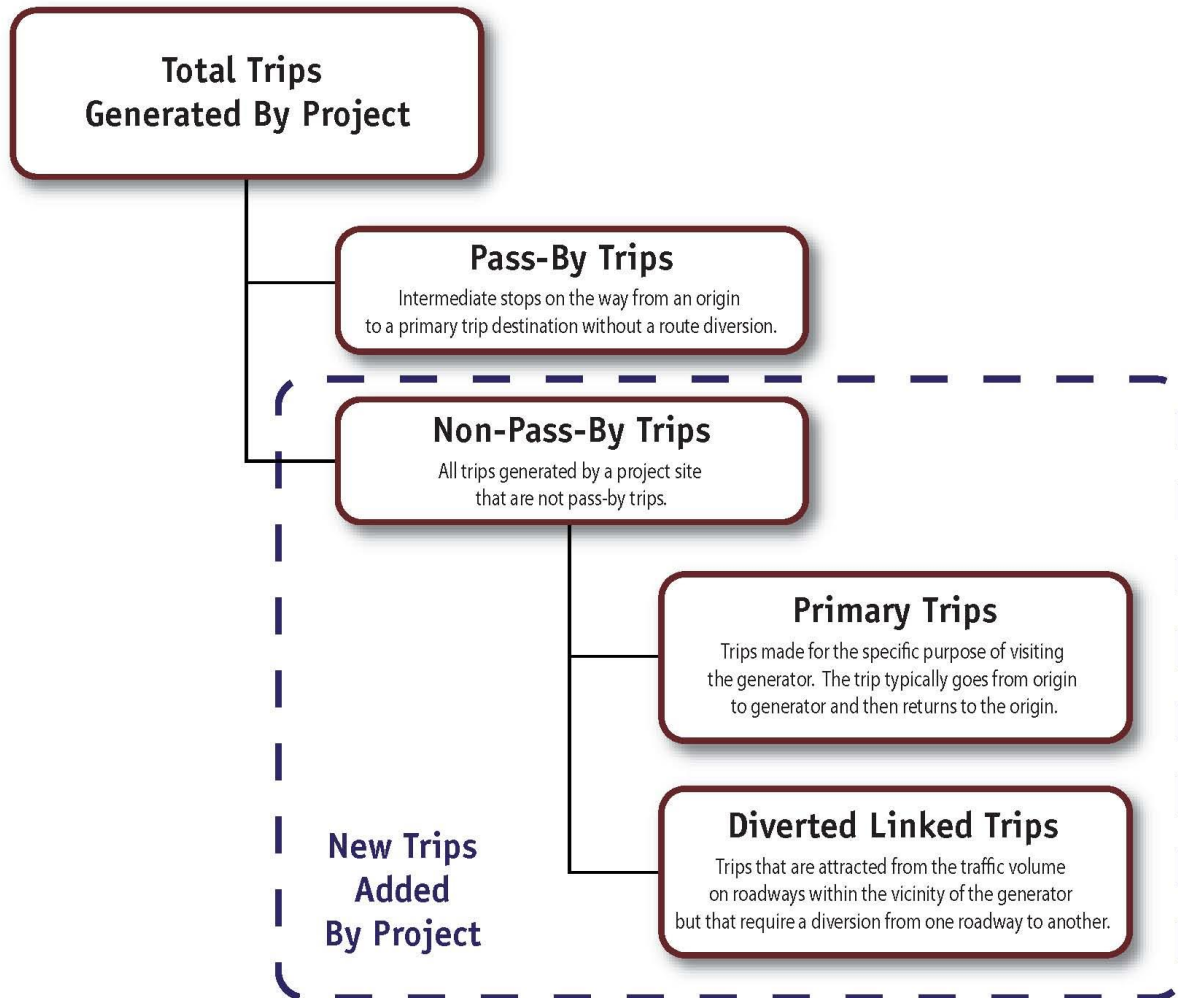 Total Trips
Generated By Project
Pass-By Trips
Intermediate stops on the way from an origin
to a primary trip destination without a route diversion.
Non-Pass-By Trips
All trips generated by a project site
that are not pass-by trips.
Primary Trips
Trips made for the specific purpose of visiting
the generator. The trip typically goes from origin
to generator and then returns to the origin.
Diverted Linked Trips
Trips that are attracted from the traffic volume
on roadways within the vicinity of the generator
but that require a diversion from one roadway to another.
New Trips
Added
By Project